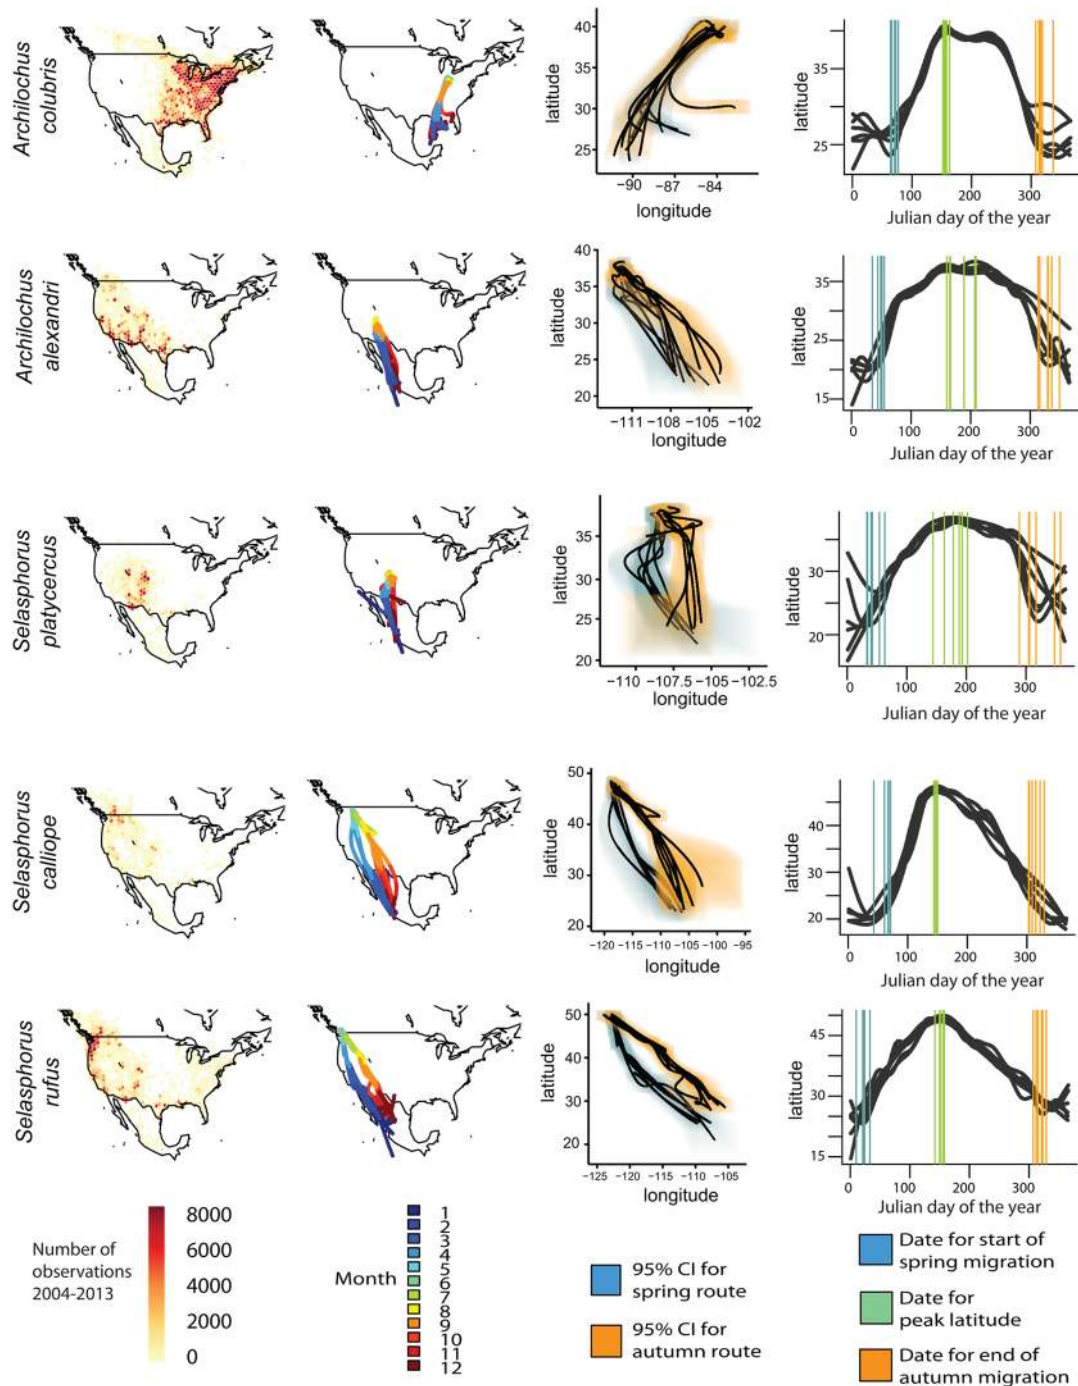 Archilochus
colubris
latitude
40
35
30
25
-90
-87
-84
longitude
latitude
35
25
0
100
200
300
Julian day of the year
Archilochus
alexandri
latitude
40
35
30
25
20
-111
-108
-105
-102
longitude
latitude
35
25
15
0
100
200
300
Julian day of the year
Selasphorus
platycercus
latitude
35
30
25
20
-110
-107.5
-105
-102.5
longitude
latitude
30
20
0
100
200
300
Julian day of the year
Selasphorus
calliope
latitude
50
40
30
20
-120
-115
-110
-105
-100
-95
longitude
latitude
40
30
20
0
100
200
300
Julian day of the year
Selasphorus
rufus
latitude
50
40
30
20
-125
-120
-115
-110
-105
longitude
latitude
45
30
15
0
100
200
300
Julian day of the year
Number of
observations
2004-2013
8000
6000
4000
2000
0
Month
1
2
3
4
5
6
7
8
9
10
11
12
95% CI for
spring route
95% CI for
autumn route
Date for start of
spring migration
Date for
peak latitude
Date for end of
autumn migration